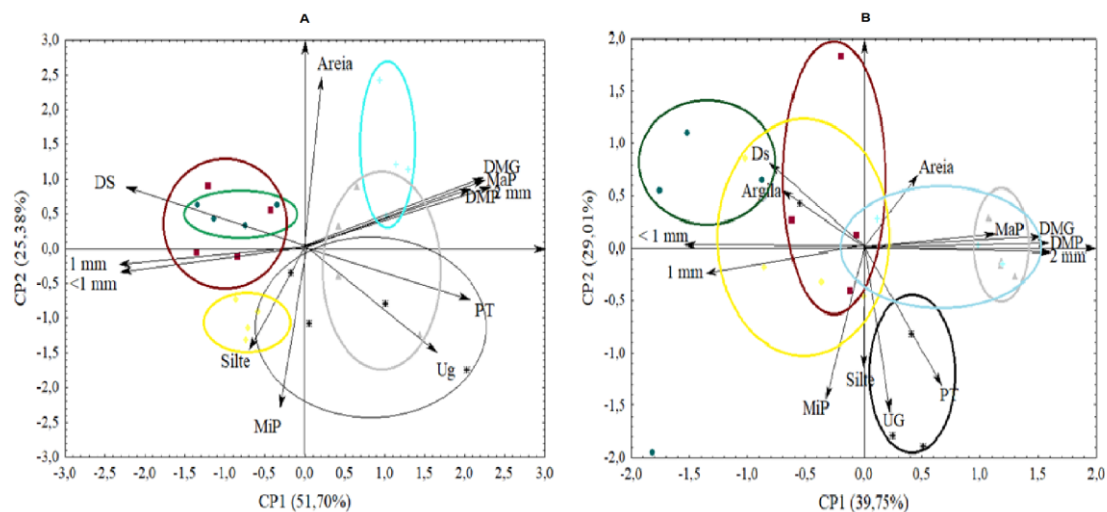 A
B
3,0
2,5
2,0
1,5
1,0
0,5
0,0
-0,5
-1,0
-1,5
-2,0
-2,5
-3,0
CP2 (25,38%)
Areia
DMG
MaP
2 mm
DMP
DS
1 mm
<1 mm
PT
Silte
Ug
MiP
-3,0 -2,5 -2,0 -1,5 -1,0 -0,5 0,0 0,5 1,0 1,5 2,0 2,5 3,0
CP1 (51,70%)
2,0
1,5
1,0
0,5
0,0
-0,5
-1,0
-1,5
-2,0
CP2 (29,01%)
Ds
Areia
Argila
MaP
DMG
< 1 mm
DMP
2 mm
1 mm
Silte
MiP
PT
UG
-2,0 -1,5 -1,0 -0,5 0,0 0,5 1,0 1,5 2,0
CP1 (39,75%)